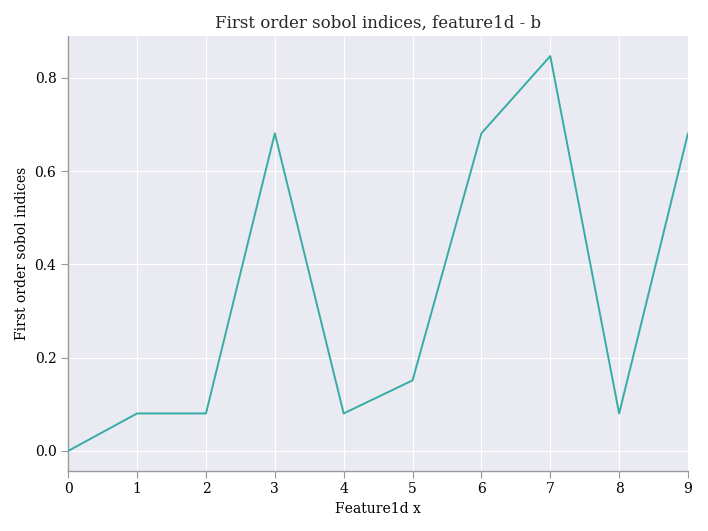 First order sobol indices, feature1d - b
First order sobol indices
0.8
0.6
0.4
0.2
0.0
0 1 2 3 4 5 6 7 8 9
Feature1d x